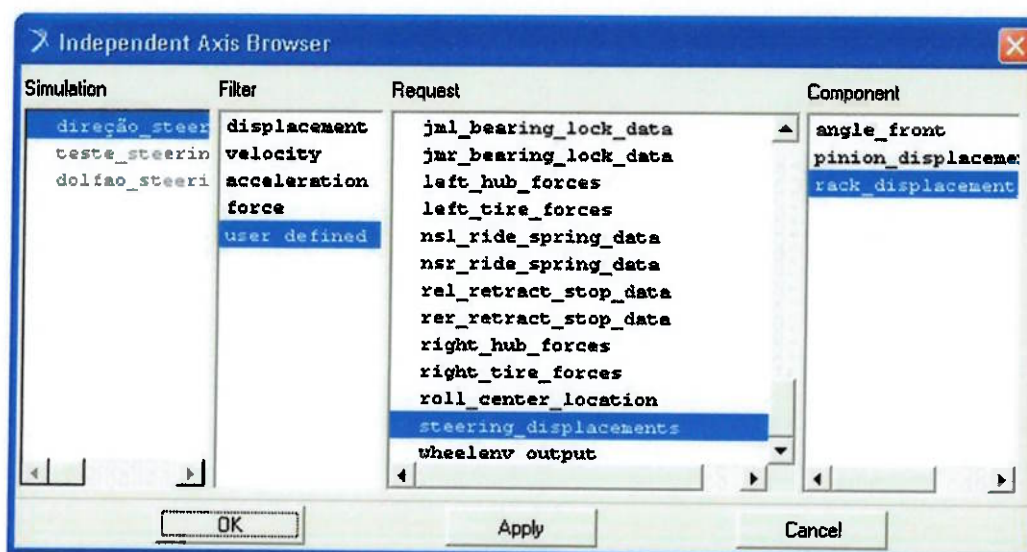 Independent Axis Browser
Simulation
Filter
Request
Component
direção_steer
teste_steerin
dolfao_steeri
displacement
velocity
acceleration
force
user defined
jml_bearing_lock_data
jmr_bearing_lock_data
left_hub_forces
left_tire_forces
nsl_ride_spring_data
nsr_ride_spring_data
rel_retract_stop_data
rer_retract_stop_data
right_hub_forces
right_tire_forces
roll_center_location
steering_displacements
wheelenv output
angle_front
pinion_displaceme
rack_displacement
OK
Apply
Cancel